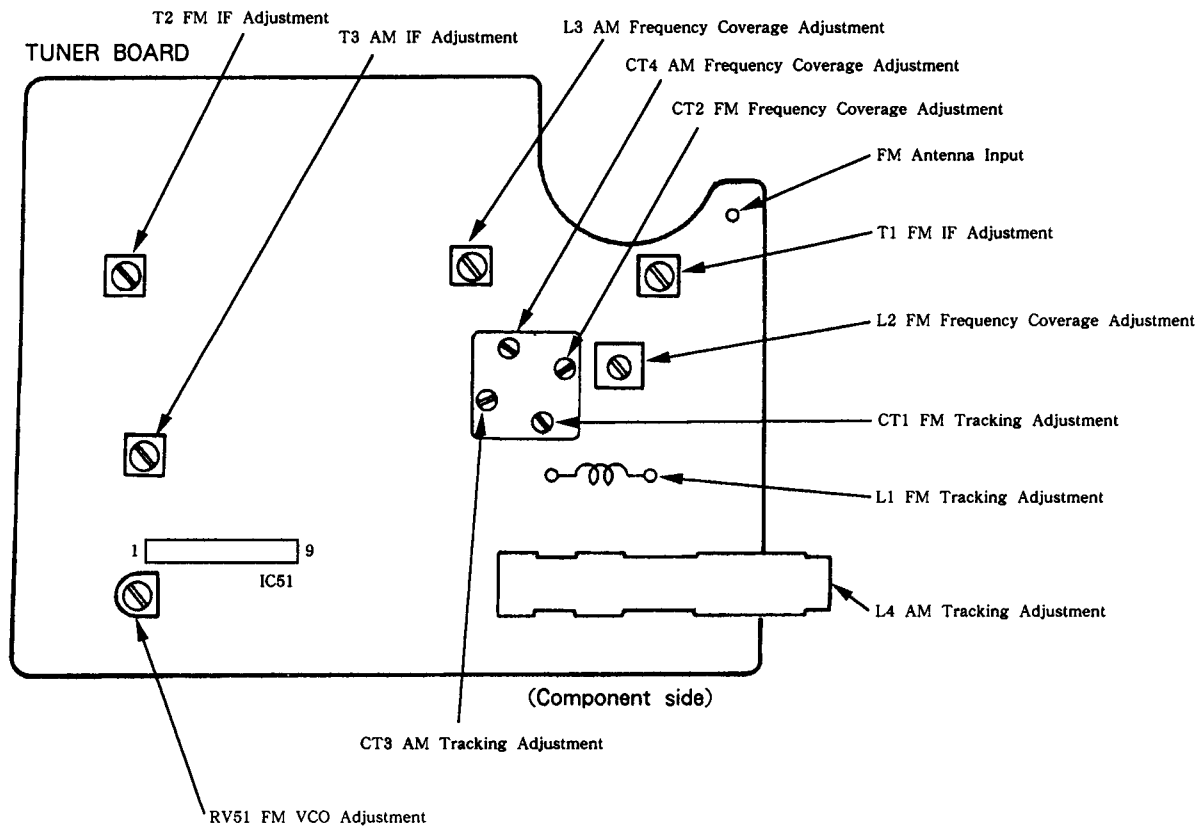 T2 FM IF Adjustment
T3 AM IF Adjustment
L3 AM Frequency Coverage Adjustment
TUNER BOARD
CT4 AM Frequency Coverage Adjustment
CT2 FM Frequency Coverage Adjustment
FM Antenna Input
T1 FM IF Adjustment
L2 FM Frequency Coverage Adjustment
CT1 FM Tracking Adjustment
L1 FM Tracking Adjustment
1
9
IC51
L4 AM Tracking Adjustment
(Component side)
CT3 AM Tracking Adjustment
RV51 FM VCO Adjustment